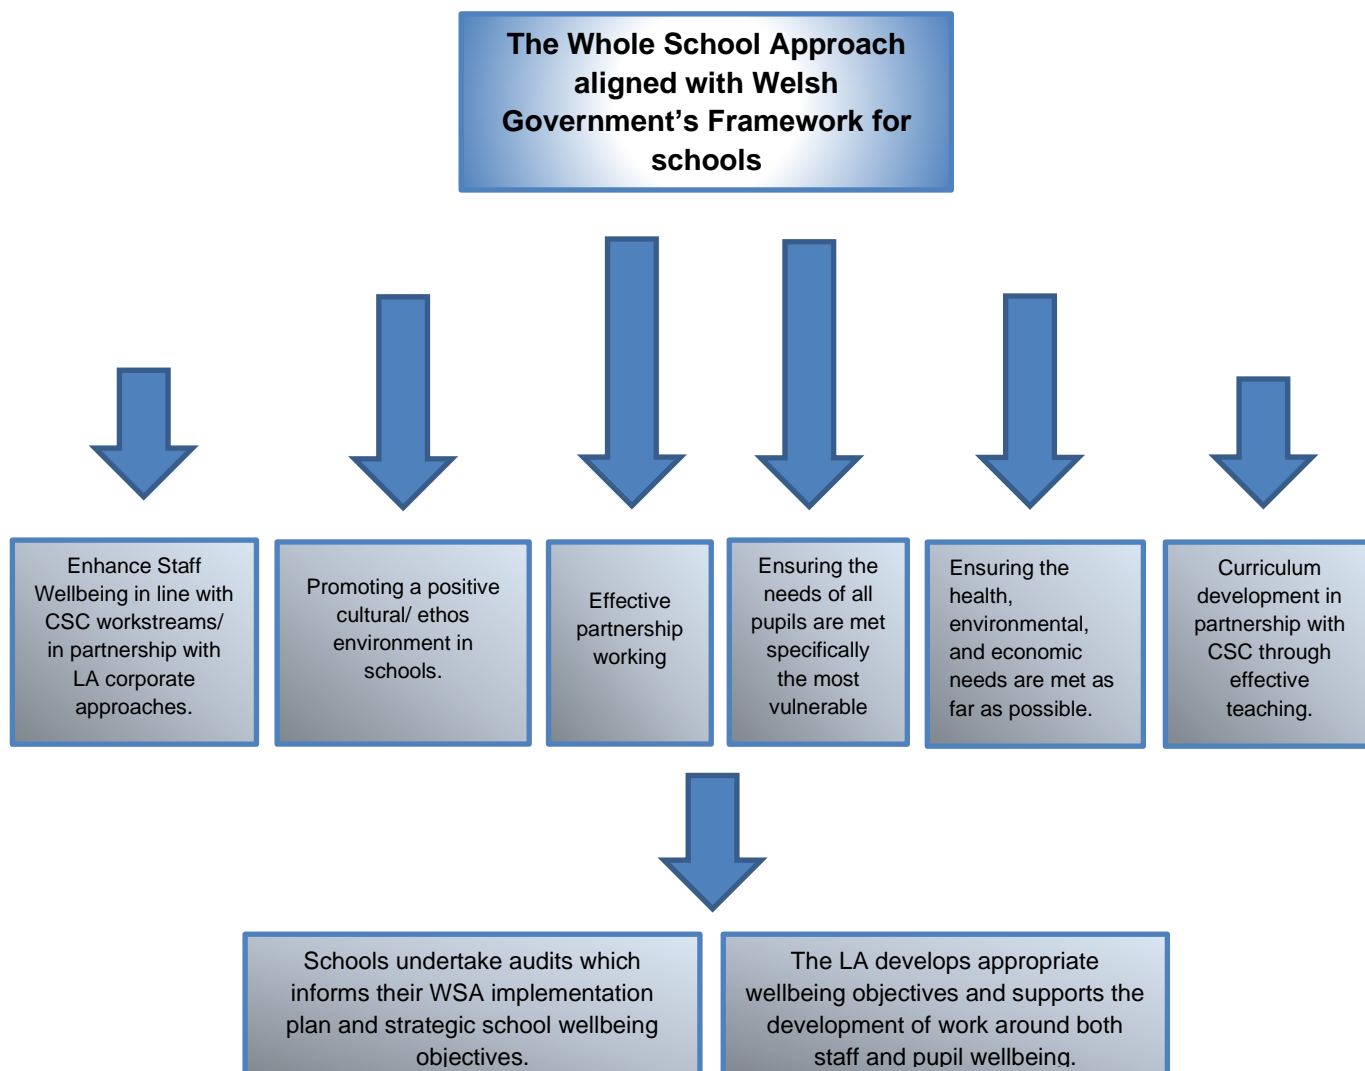 The Whole School Approach
aligned with Welsh
Government's Framework for
schools
Enhance Staff
Wellbeing in line with
CSC workstreams/
in partnership with
LA corporate
approaches.
Promoting a positive
cultural/ ethos
environment in
schools.
Effective
partnership
working
Ensuring the
needs of all
pupils are met
specifically
the most
vulnerable
Ensuring the
health,
environmental,
and economic
needs are met as
far as possible.
Curriculum
development in
partnership with
CSC through
effective
teaching.
Schools undertake audits which
informs their WSA implementation
plan and strategic school wellbeing
objectives.
The LA develops appropriate
wellbeing objectives and supports the
development of work around both
staff and pupil wellbeing.